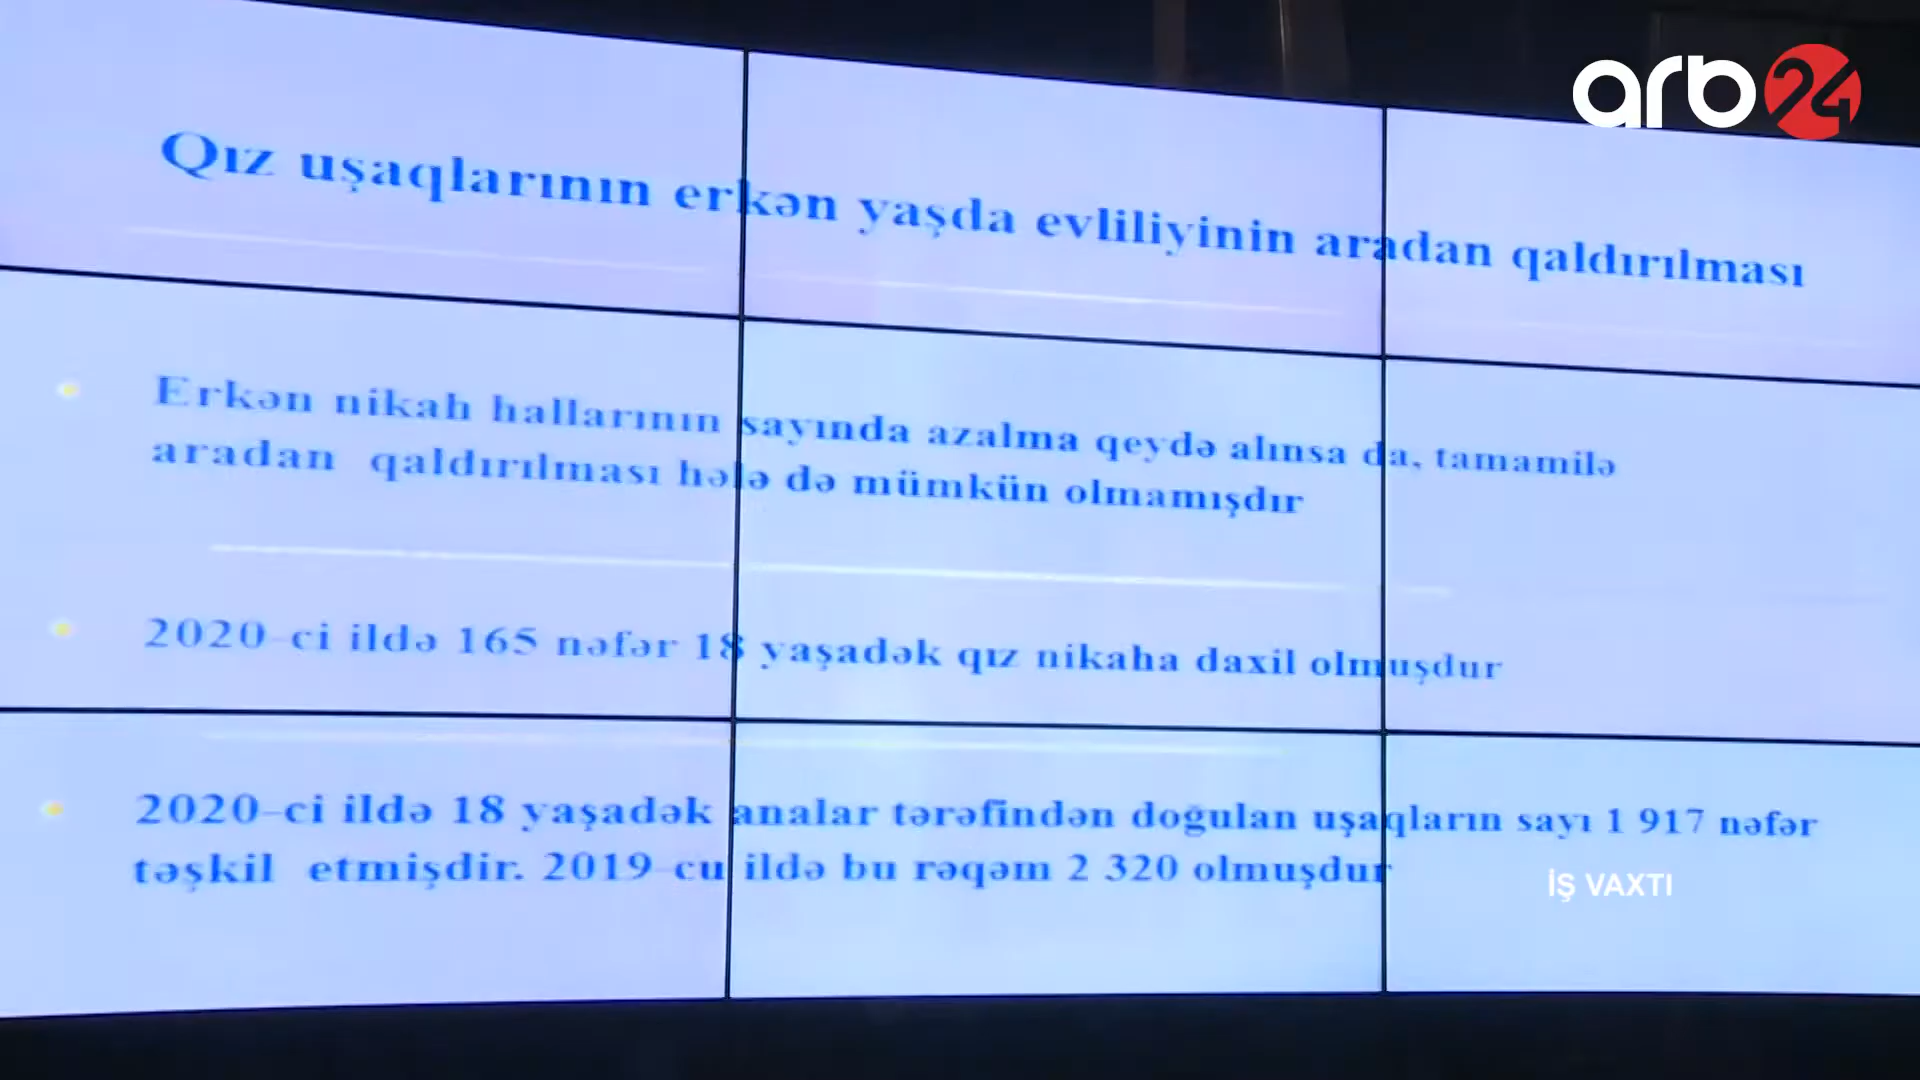 arb24
Qız uşaqlarının erkən yaşda evliliyinin aradan qaldırılması
Erkən nikah hallarının sayında azalma qeydə alınsa da, tamamilə
aradan qaldırılması hələ də mümkün olmamışdır
2020-ci ildə 165 nəfər 18 yaşadək qız nikaha daxil olmuşdur
2020-ci ildə 18 yaşadək analar tərəfindən doğulan uşaqların sayı 1 917 nəfər
təşkil etmişdir. 2019-cu ildə bu rəqəm 2 320 olmuşdur
İŞ VAXTI